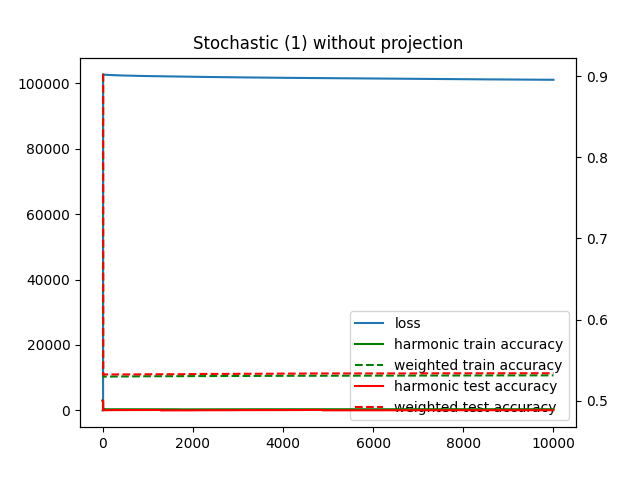 Stochastic (1) without projection
100000
80000
60000
40000
20000
0
0.9
0.8
0.7
0.6
0.5
loss
harmonic train accuracy
weighted train accuracy
harmonic test accuracy
weighted test accuracy
0 2000 4000 6000 8000 10000